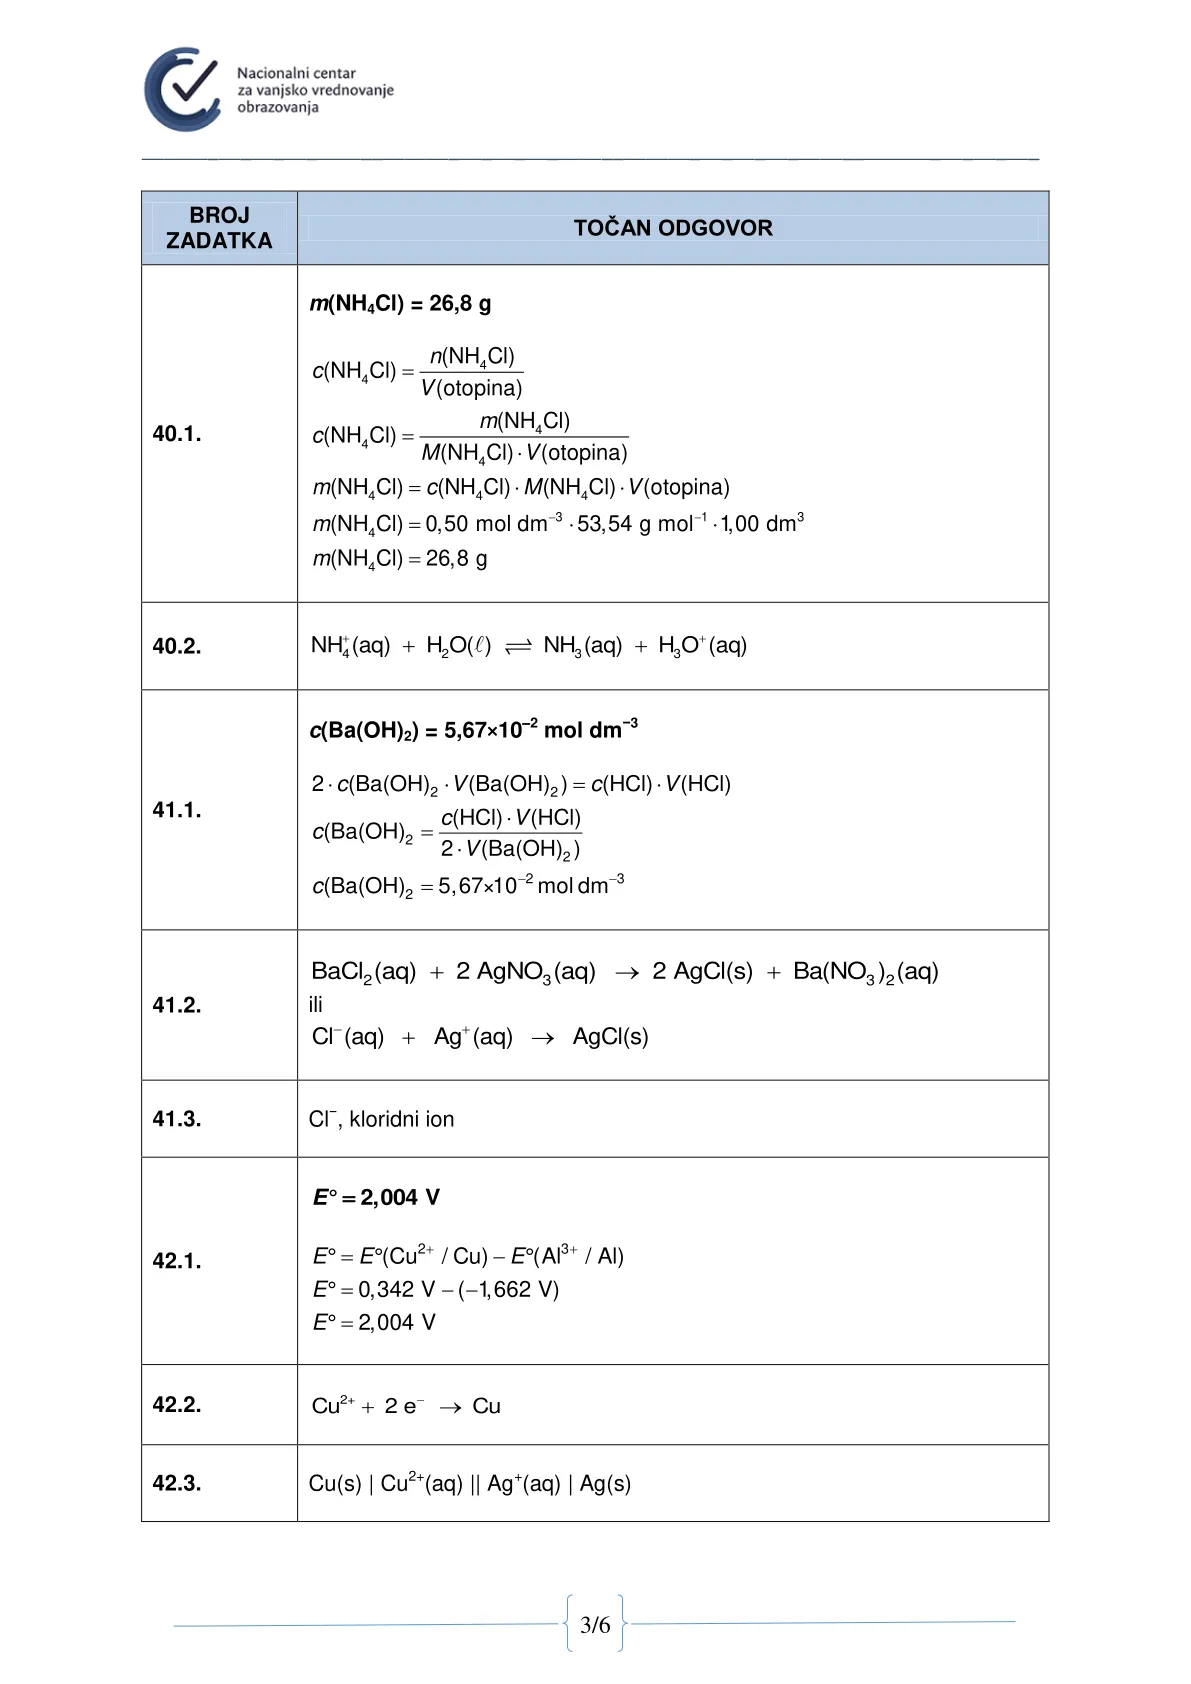 Nacionalni centar
za vanjsko vrednovanje
obrazovanja
BROJ
ZADATKA
TOČAN ODGOVOR
40.1.
m(NH₄Cl) = 26,8 g
c(NH₄Cl) = n(NH₄Cl) / V(otopina)
c(NH₄Cl) = m(NH₄Cl) / M(NH₄Cl) · V(otopina)
m(NH₄Cl) = c(NH₄Cl) · M(NH₄Cl) · V(otopina)
m(NH₄Cl) = 0,50 mol dm⁻³ · 53,54 g mol⁻¹ · 1,00 dm³
m(NH₄Cl) = 26,8 g
40.2.
NH₄⁺(aq) + H₂O(ℓ) ⇌ NH₃(aq) + H₃O⁺(aq)
41.1.
c(Ba(OH)₂) = 5,67×10⁻² mol dm⁻³
2 · c(Ba(OH)₂ · V(Ba(OH)₂) = c(HCl) · V(HCl)
c(Ba(OH)₂ = c(HCl) · V(HCl) / 2 · V(Ba(OH)₂)
c(Ba(OH)₂ = 5,67×10⁻² mol dm⁻³
41.2.
BaCl₂(aq) + 2 AgNO₃(aq) → 2 AgCl(s) + Ba(NO₃)₂(aq)
ili
Cl⁻(aq) + Ag⁺(aq) → AgCl(s)
41.3.
Cl⁻, kloridni ion
42.1.
E° = 2,004 V
E° = E°(Cu²⁺ / Cu) − E°(Al³⁺ / Al)
E° = 0,342 V − (−1,662 V)
E° = 2,004 V
42.2.
Cu²⁺ + 2 e⁻ → Cu
42.3.
Cu(s) | Cu²⁺(aq) || Ag⁺(aq) | Ag(s)
3/6